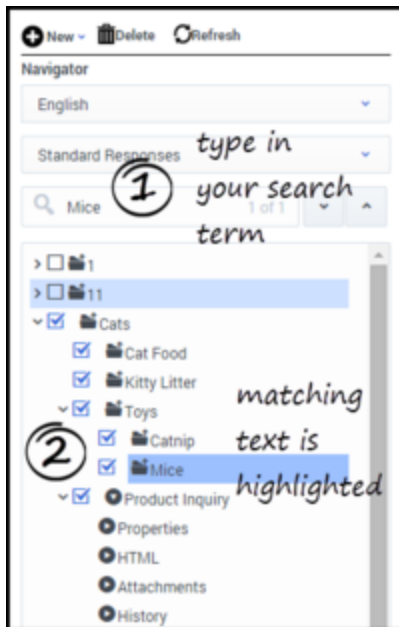 New Delete Refresh
Navigator
English
Standard Responses
type in
1
your search
Mice 1 of 1
term
1
11
Cats
Cat Food
Kitty Litter
Toys
matching
2
Catnip
text is
Mice
highlighted
Product Inquiry
Properties
HTML
Attachments
History